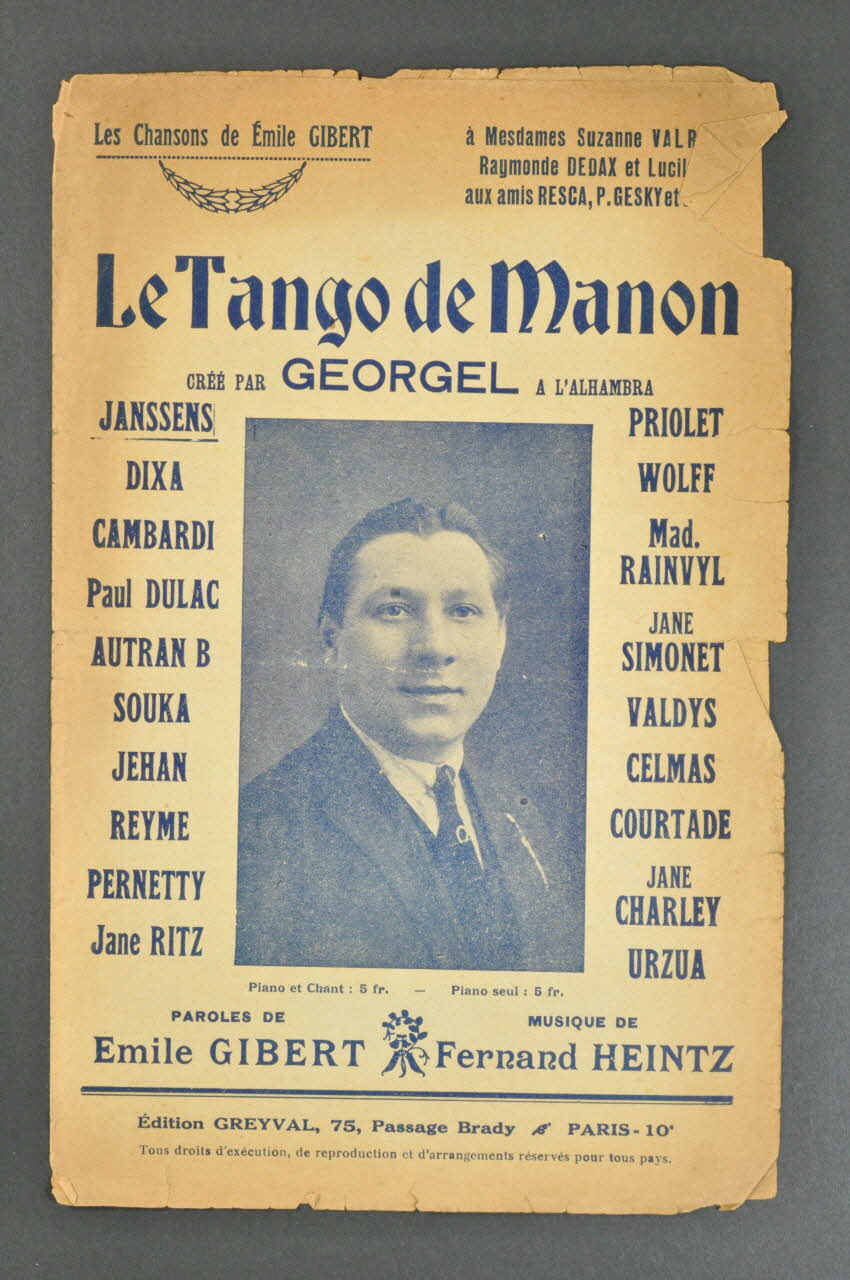 Les Chansons de Émile GIBERT
à Mesdames Suzanne
Raymonde DEDAX et
aux amis RESCA, P. GESKY et
Le Tango de Manon
CRÉÉ PAR GEORGEL A L'ALHAMBRA
JANSSENS
DIXA
CAMBARDI
Paul DULAC
AUTRAN B
SOUKA
JEHAN
REYME
PERNETTY
Jane RITZ
PRIOLET
WOLFF
Mad.
RAINVYL
JANE
SIMONET
VALDYS
CELMAS
COURTADE
JANE
CHARLEY
URZUA
Piano et Chant : 5 fr. — Piano seul : 5 fr.
PAROLES DE
Emile GIBERT
MUSIQUE DE
Fernand HEINTZ
Édition GREYVAL, 75, Passage Brady PARIS - 10e
Tous droits d'exécution, de reproduction et d'arrangements réservés pour tous pays.